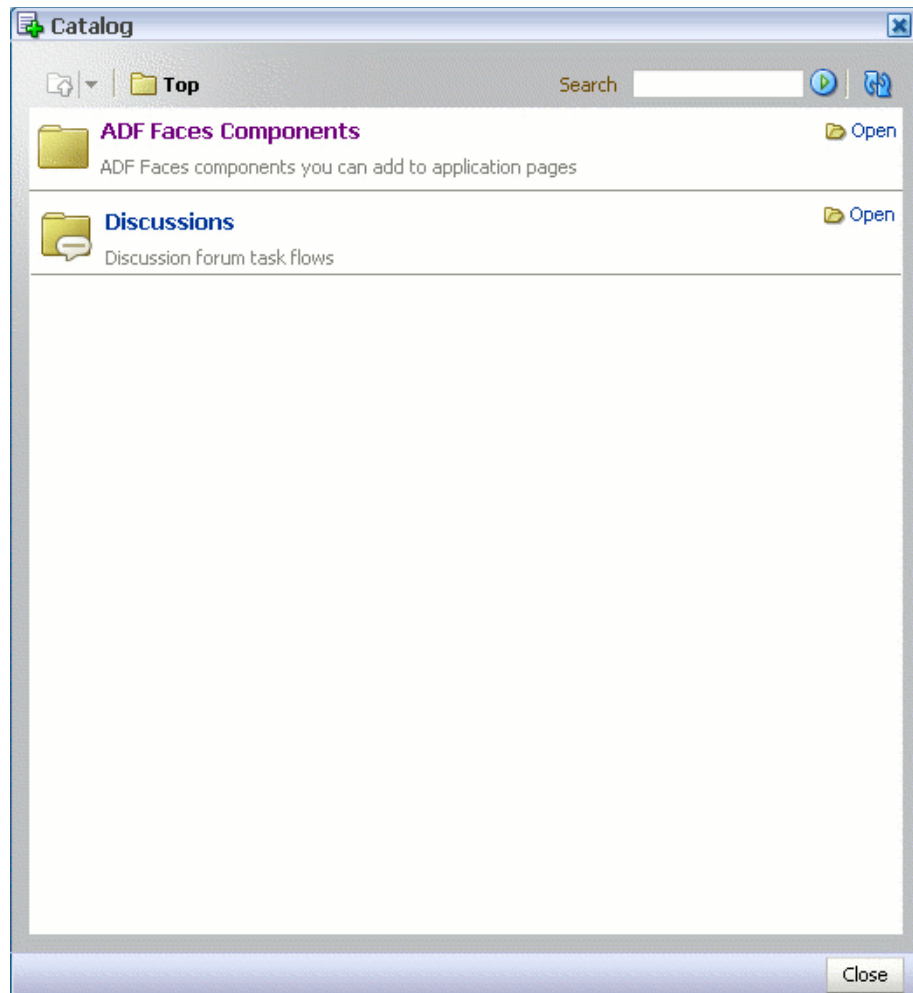 Catalog
Top Search
ADF Faces Components Open
ADF Faces components you can add to application pages
Discussions Open
Discussion forum task flows
Close